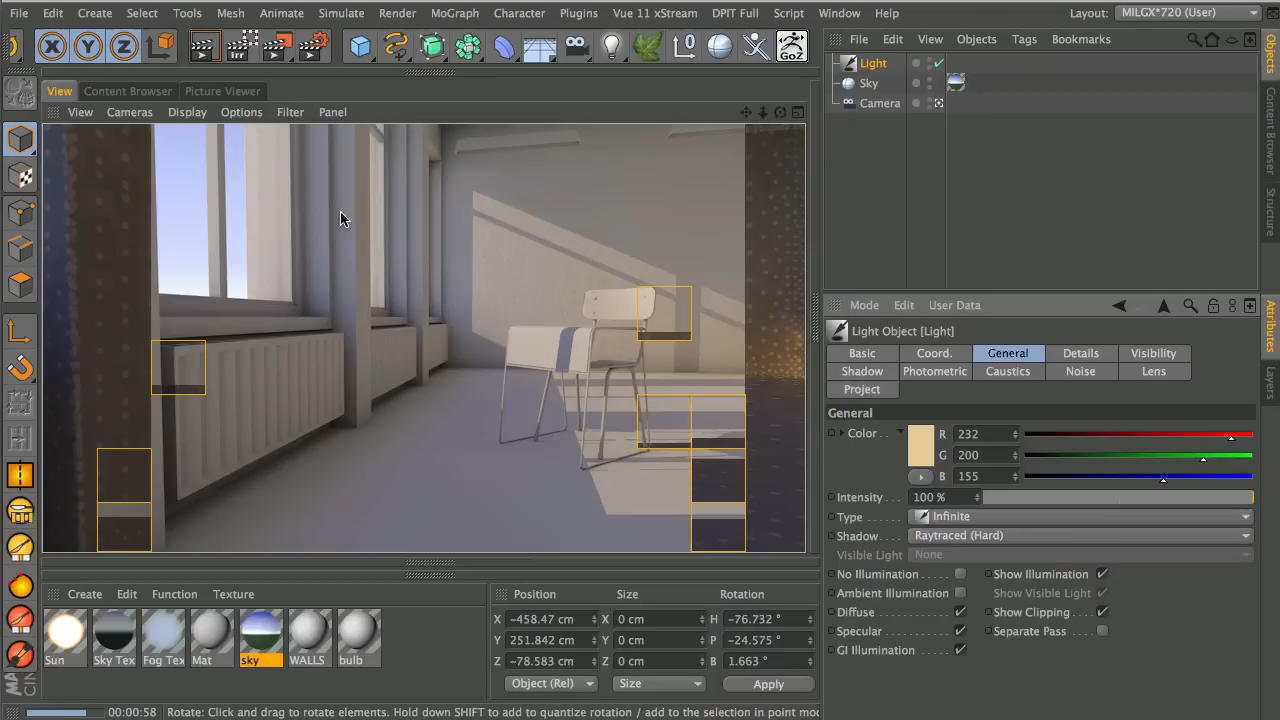 File Edit Create Select Tools Mesh Animate Simulate Render MoGraph Character Plugins Vue 11 xStream DPIT Full Script Window Help Layout: MILGX*720 (User)
X Y Z GoZ
File Edit View Objects Tags Bookmarks
Light
Sky
Camera
Objects
Content Browser
Structure
View Content Browser Picture Viewer
View Cameras Display Options Filter Panel
Mode Edit User Data
Light Object [Light]
Basic Coord. General Details Visibility
Shadow Photometric Caustics Noise Lens
Project
Attributes
Layers
General
Color R 232
G 200
B 155
Intensity 100 %
Type Infinite
Shadow Raytraced (Hard)
Visible Light None
No Illumination Show Illumination
Ambient Illumination Show Visible Light
Diffuse Show Clipping
Specular Separate Pass
GI Illumination
Create Edit Function Texture
Sun Sky Tex Fog Tex Mat sky WALLS bulb
Position Size Rotation
X -458.47 cm X 0 cm H -76.732 °
Y 251.842 cm Y 0 cm P -24.575 °
Z -78.583 cm Z 0 cm B 1.663 °
Object (Rel) Size Apply
00:00:58 Rotate: Click and drag to rotate elements. Hold down SHIFT to add to quantize rotation / add to the selection in point mo